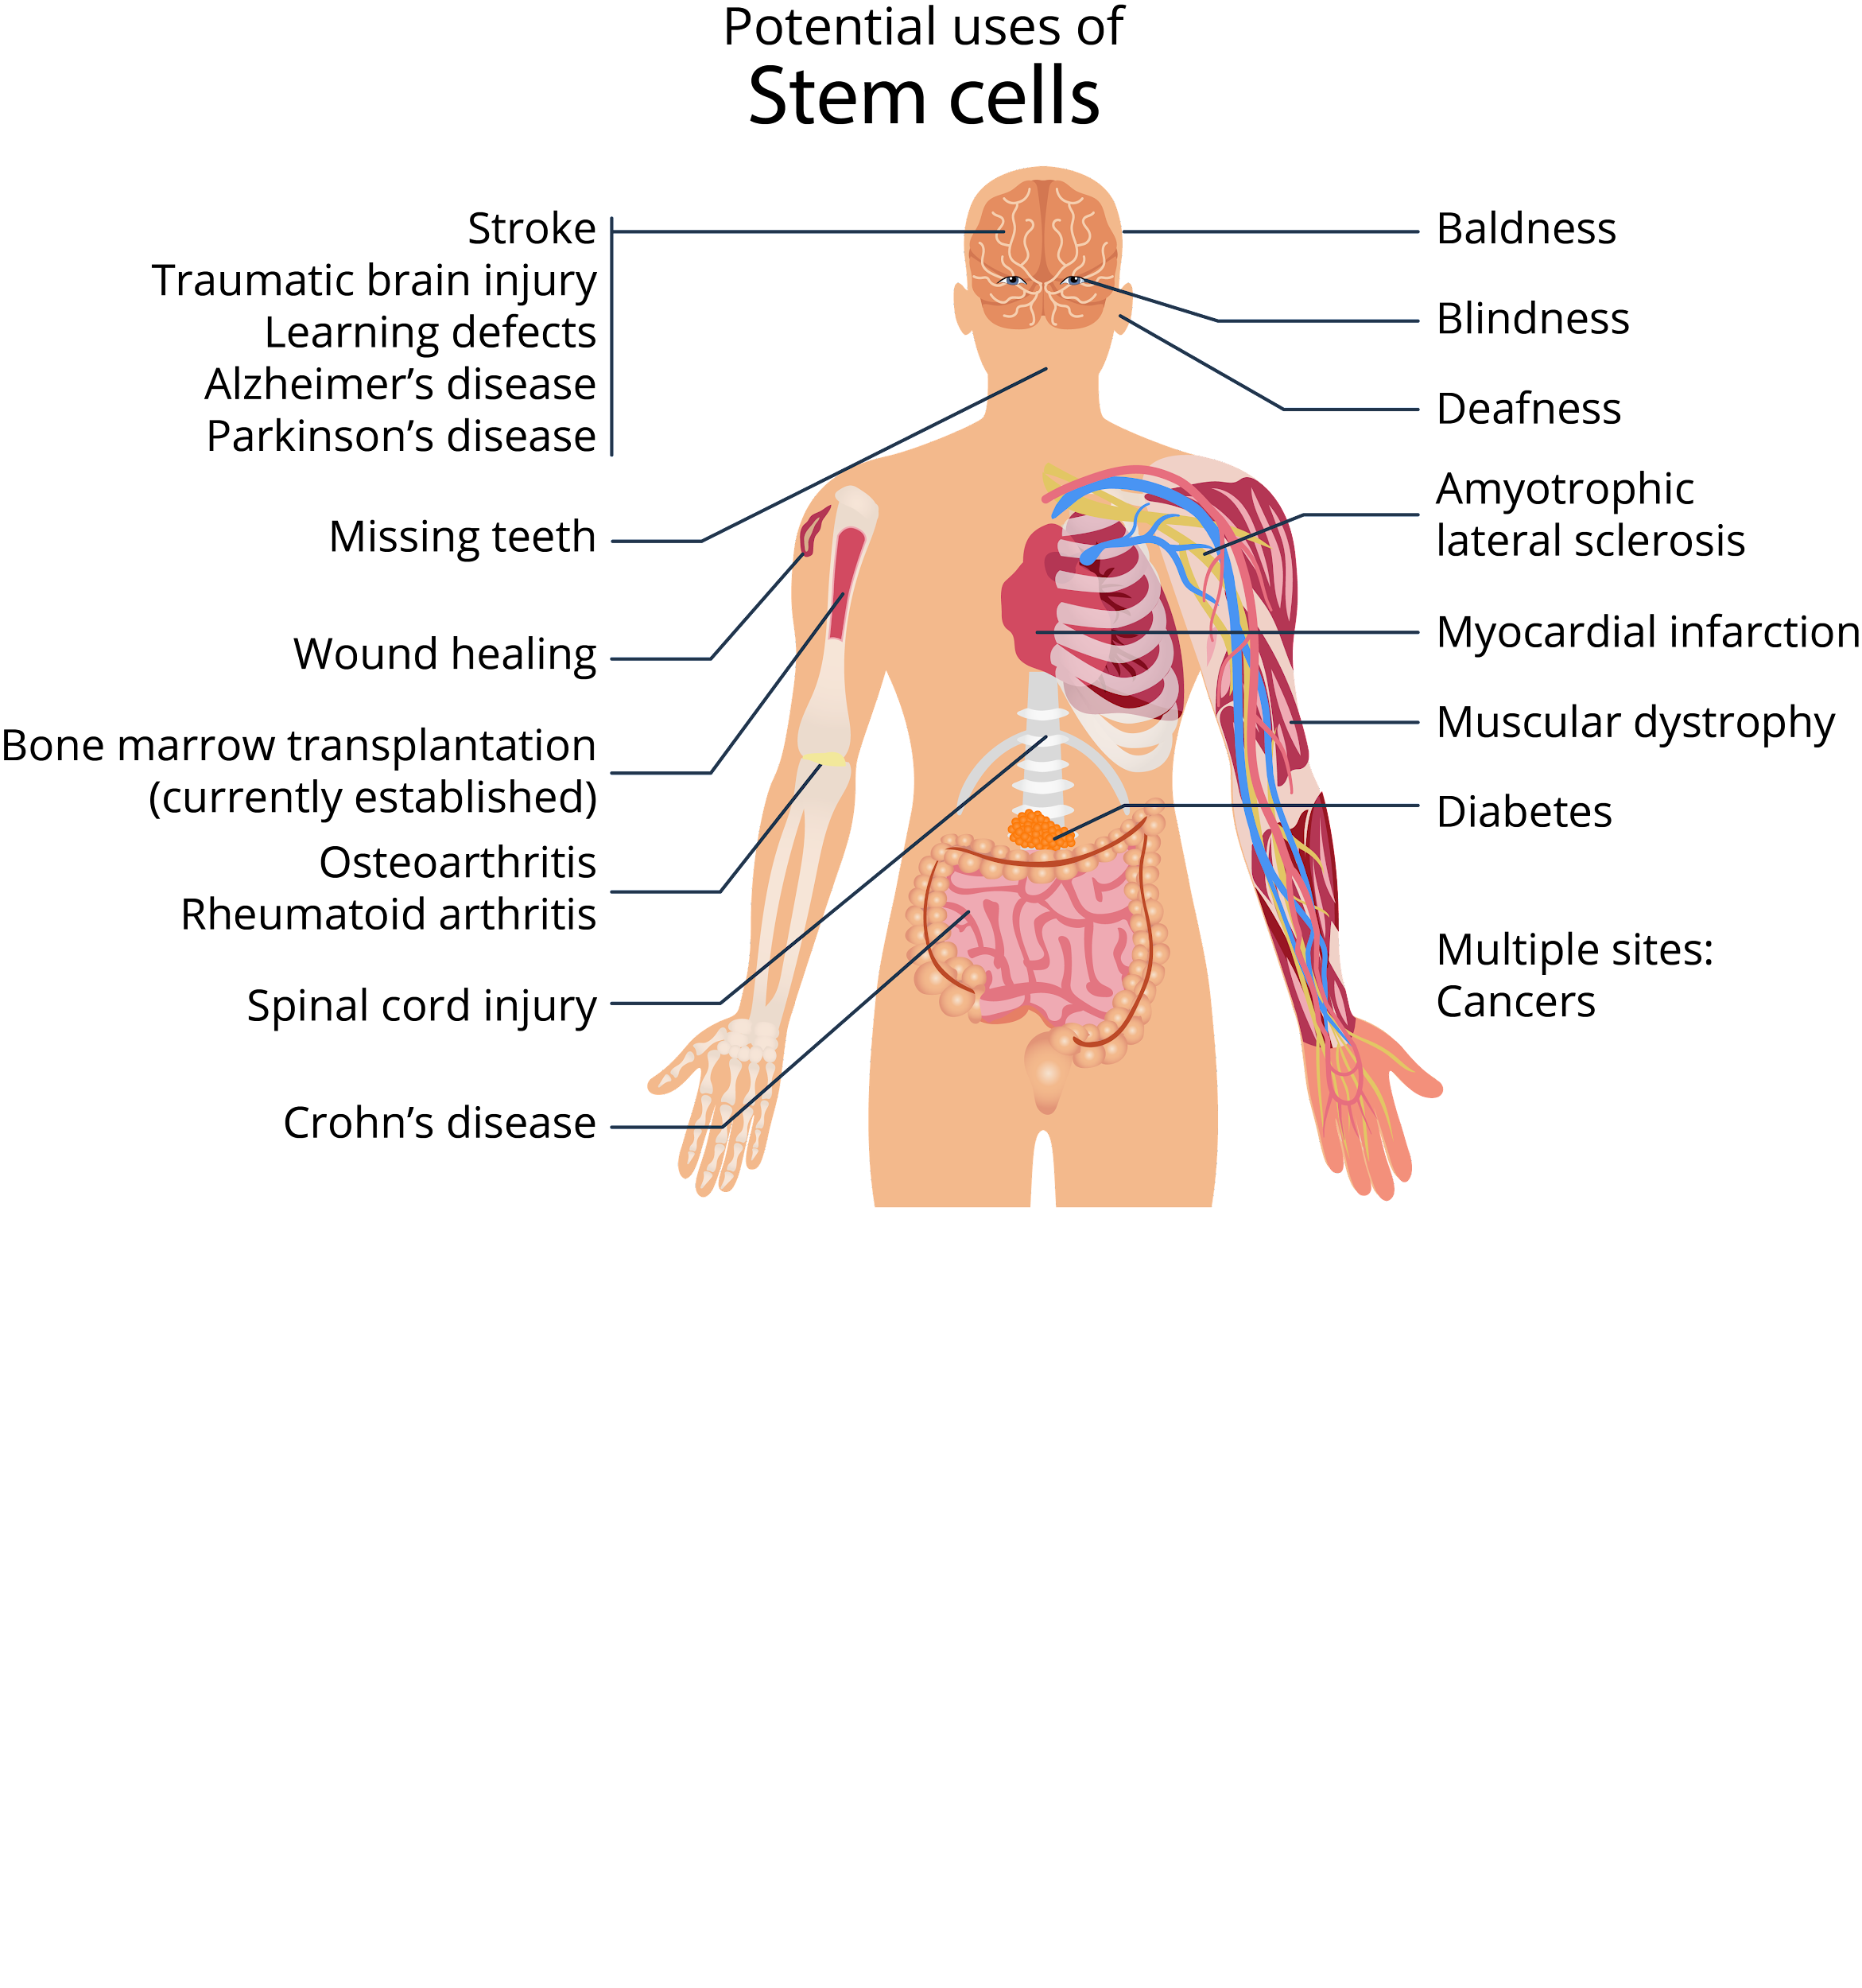 Potential uses of
Stem cells
Stroke
Traumatic brain injury
Learning defects
Alzheimer’s disease
Parkinson’s disease
Missing teeth
Wound healing
Bone marrow transplantation
(currently established)
Osteoarthritis
Rheumatoid arthritis
Spinal cord injury
Crohn’s disease
Baldness
Blindness
Deafness
Amyotrophic
lateral sclerosis
Myocardial infarction
Muscular dystrophy
Diabetes
Multiple sites:
Cancers